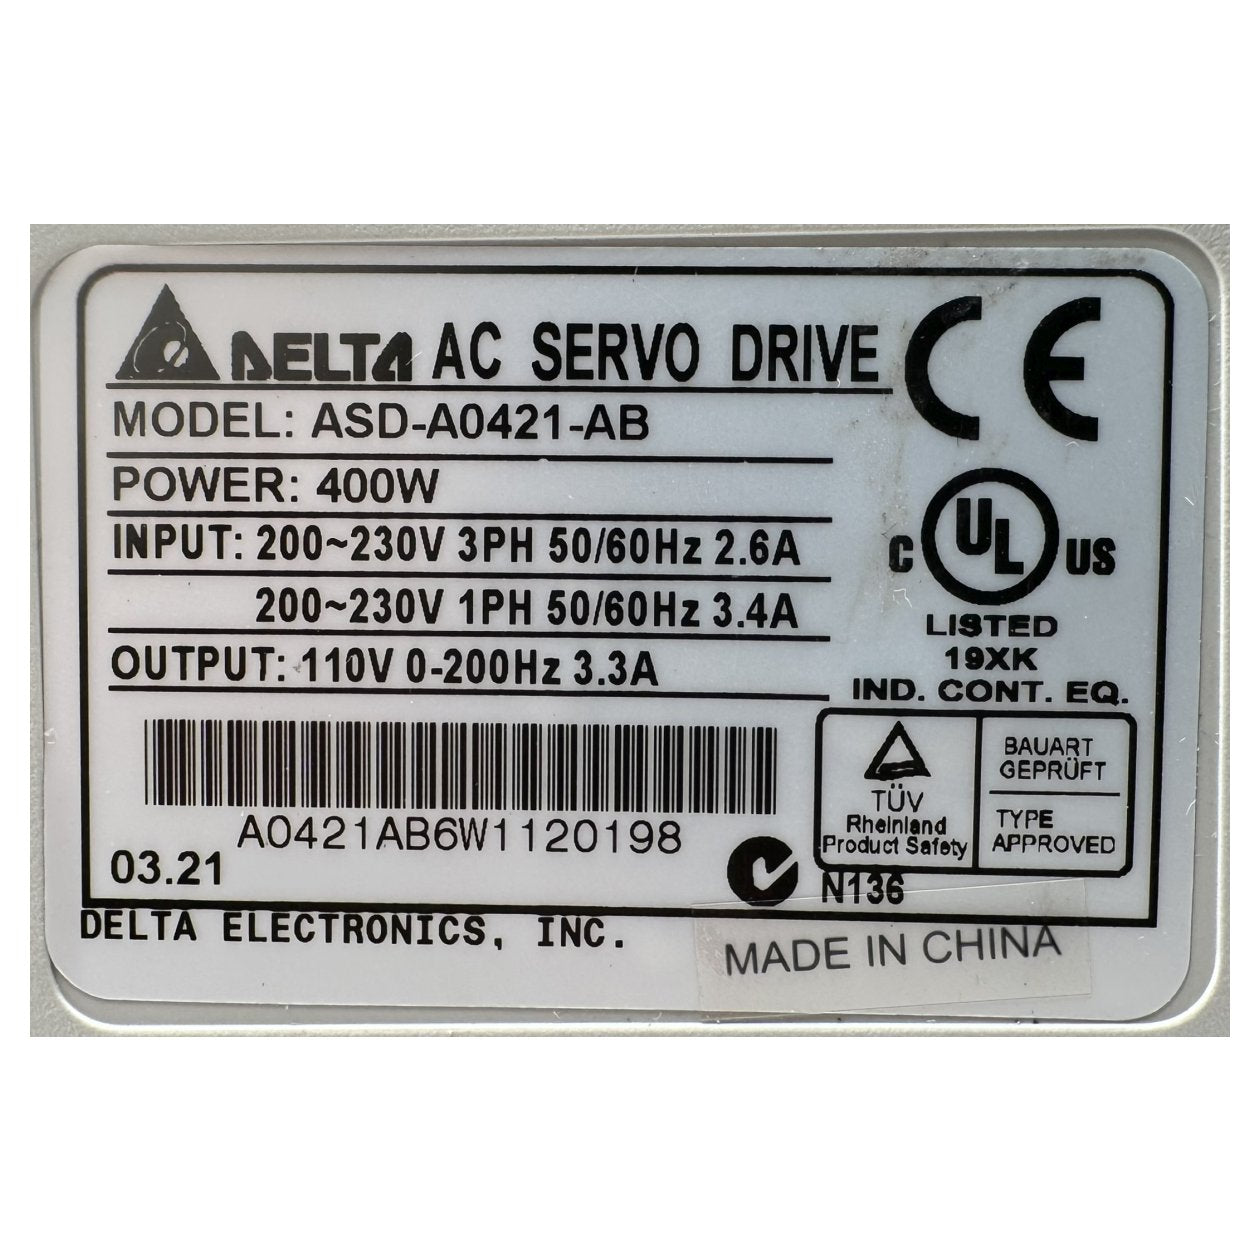 DELTA AC SERVO DRIVE CE
MODEL: ASD-A0421-AB
POWER: 400W
INPUT: 200~230V 3PH 50/60Hz 2.6A
200~230V 1PH 50/60Hz 3.4A
OUTPUT: 110V 0-200Hz 3.3A
C UL US
LISTED
19XK
IND. CONT. EQ.
A0421AB6W1120198
03.21
TÜV
Rheinland
Product Safety
BAUART
GEPRÜFT
TYPE
APPROVED
N136
DELTA ELECTRONICS, INC.
MADE IN CHINA